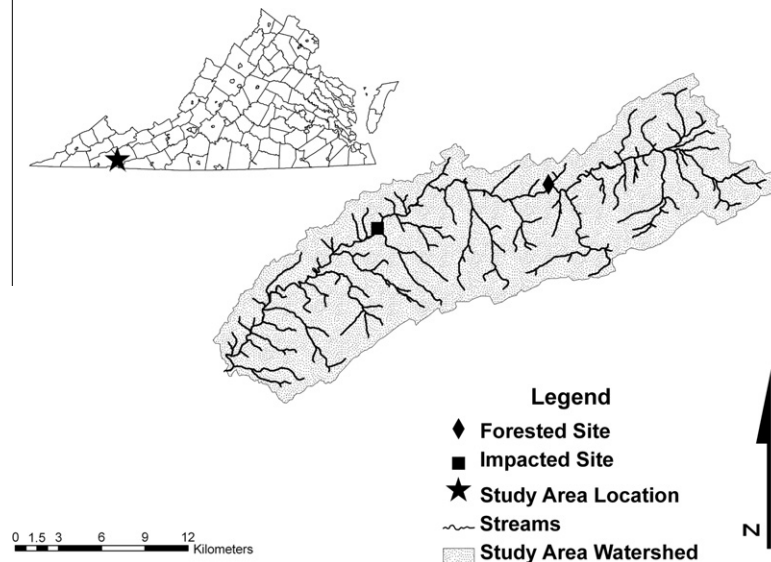 Legend
Forested Site
Impacted Site
Study Area Location
Streams
Study Area Watershed
N
0 1.5 3 6 9 12
Kilometers